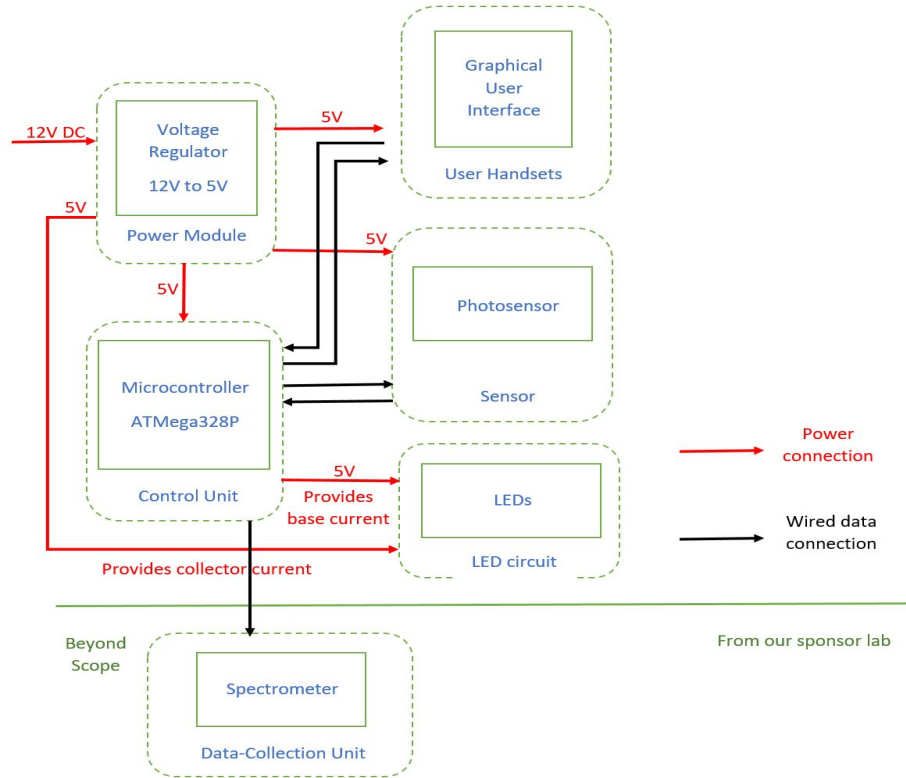 12V DC
Voltage
Regulator
12V to 5V
Power Module
5V
Graphical
User
Interface
User Handsets
5V
5V
5V
Photosensor
Sensor
Microcontroller
ATMega328P
Control Unit
5V
Provides
base current
Provides collector current
LEDs
LED circuit
Power
connection
Wired data
connection
Beyond
Scope
From our sponsor lab
Spectrometer
Data-Collection Unit